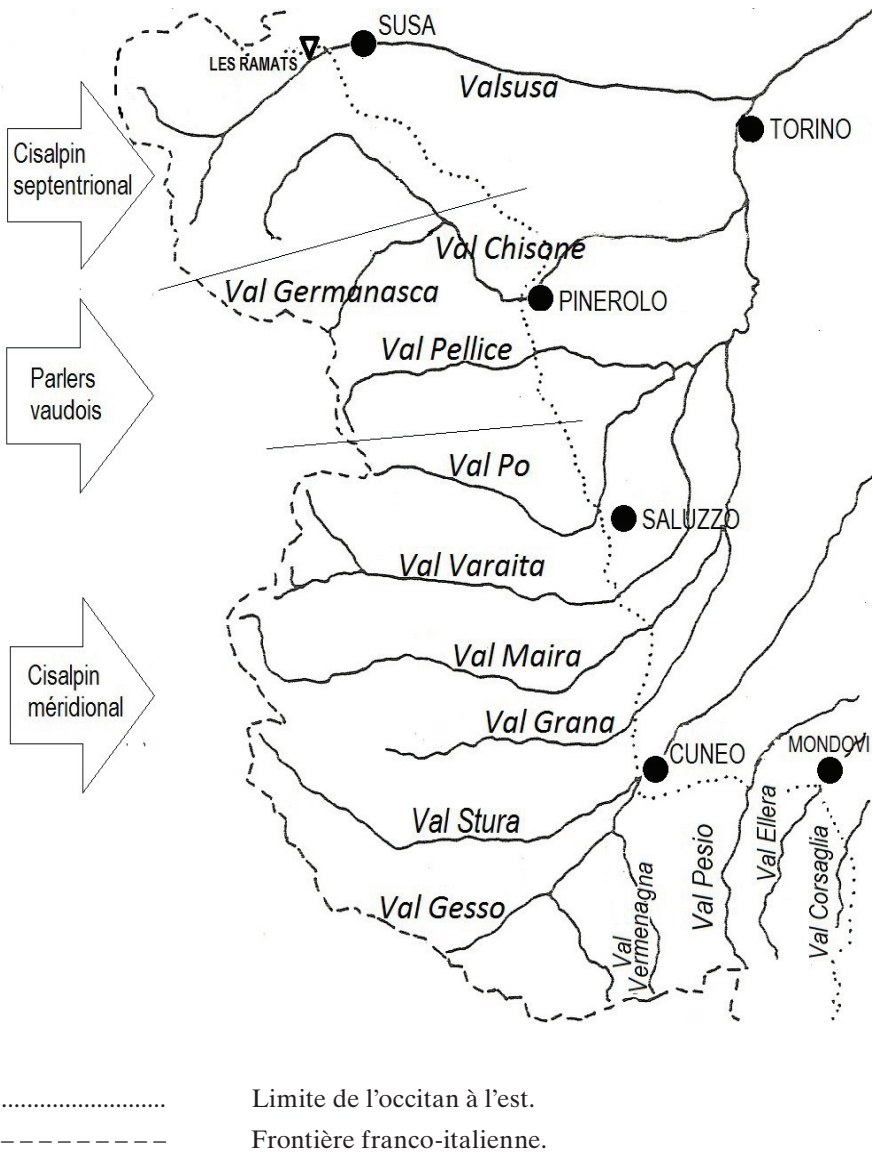 SUSA
LES RAMATS
Valsusa
TORINO
Cisalpin
septentrional
Val Chisone
Val Germanasca
PINEROLO
Val Pellice
Parlers
vaudois
Val Po
SALUZZO
Val Varaita
Val Maira
Cisalpin
méridional
Val Grana
CUNEO
MONDOVI
Val Stura
Val Ellera
Val Pesio
Val Corsaglia
Val Gesso
Val
Vermenagna
Limite de l’occitan à l’est.
Frontière franco-italienne.